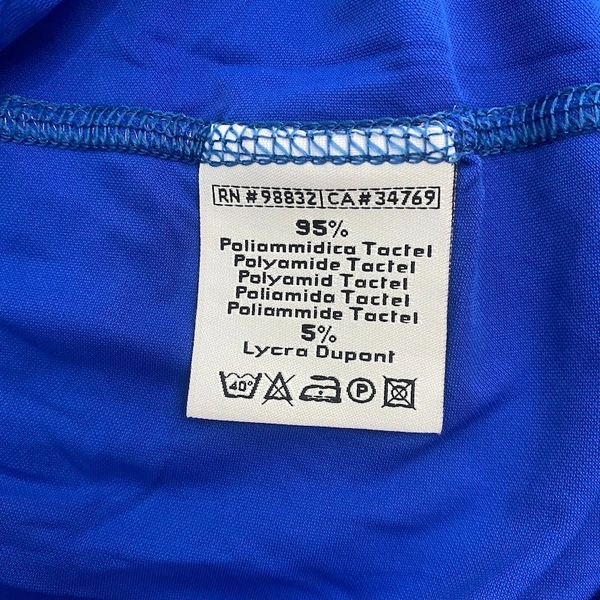 RN #98832 CA #34769
95%
Poliammidica Tactel
Polyamide Tactel
Polyamid Tactel
Poliamida Tactel
Poliammide Tactel
5%
Lycra Dupont
40° P